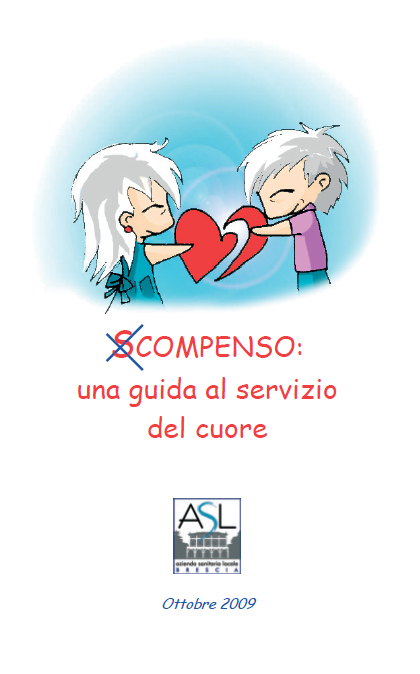 SCOMPENSO:
una guida al servizio
del cuore
ASL
azienda sanitaria locale
BRESCIA
Ottobre 2009